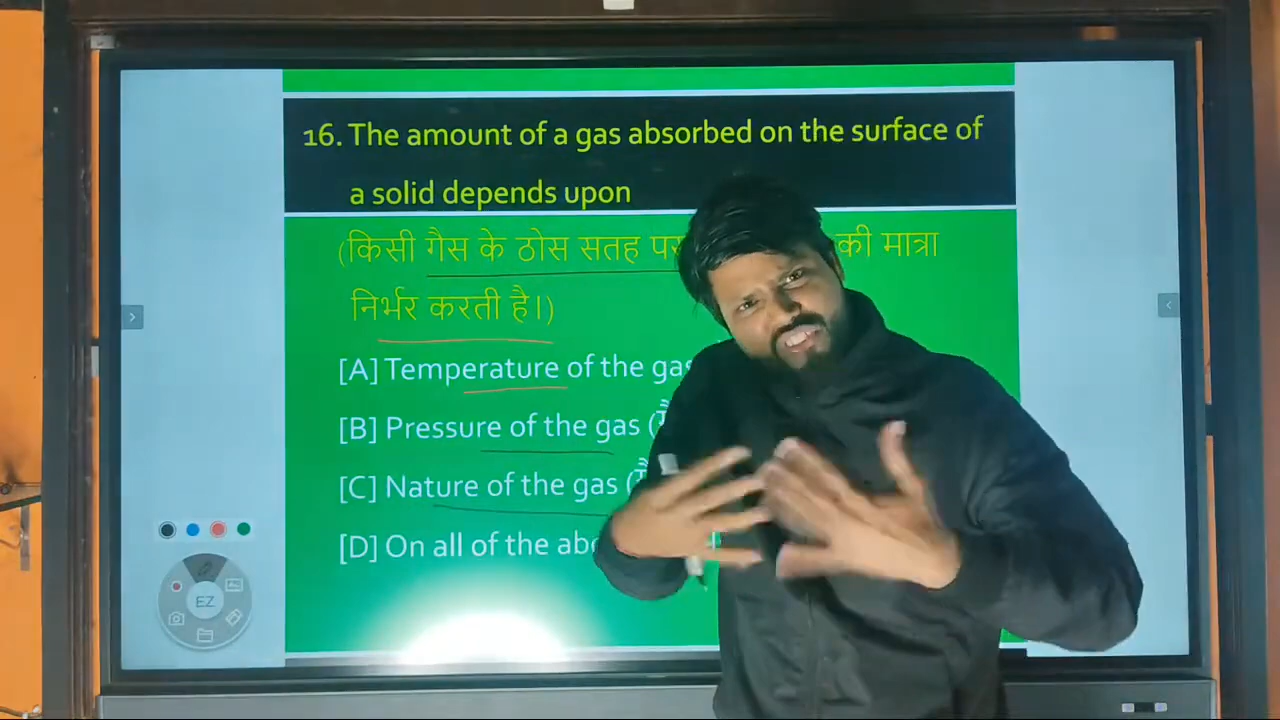 16. The amount of a gas absorbed on the surface of
a solid depends upon
(किसी गैस के ठोस सतह की मात्रा
निर्भर करती है।)
[A] Temperature of the gas
[B] Pressure of the gas
[C] Nature of the gas
[D] On all of the
EZ